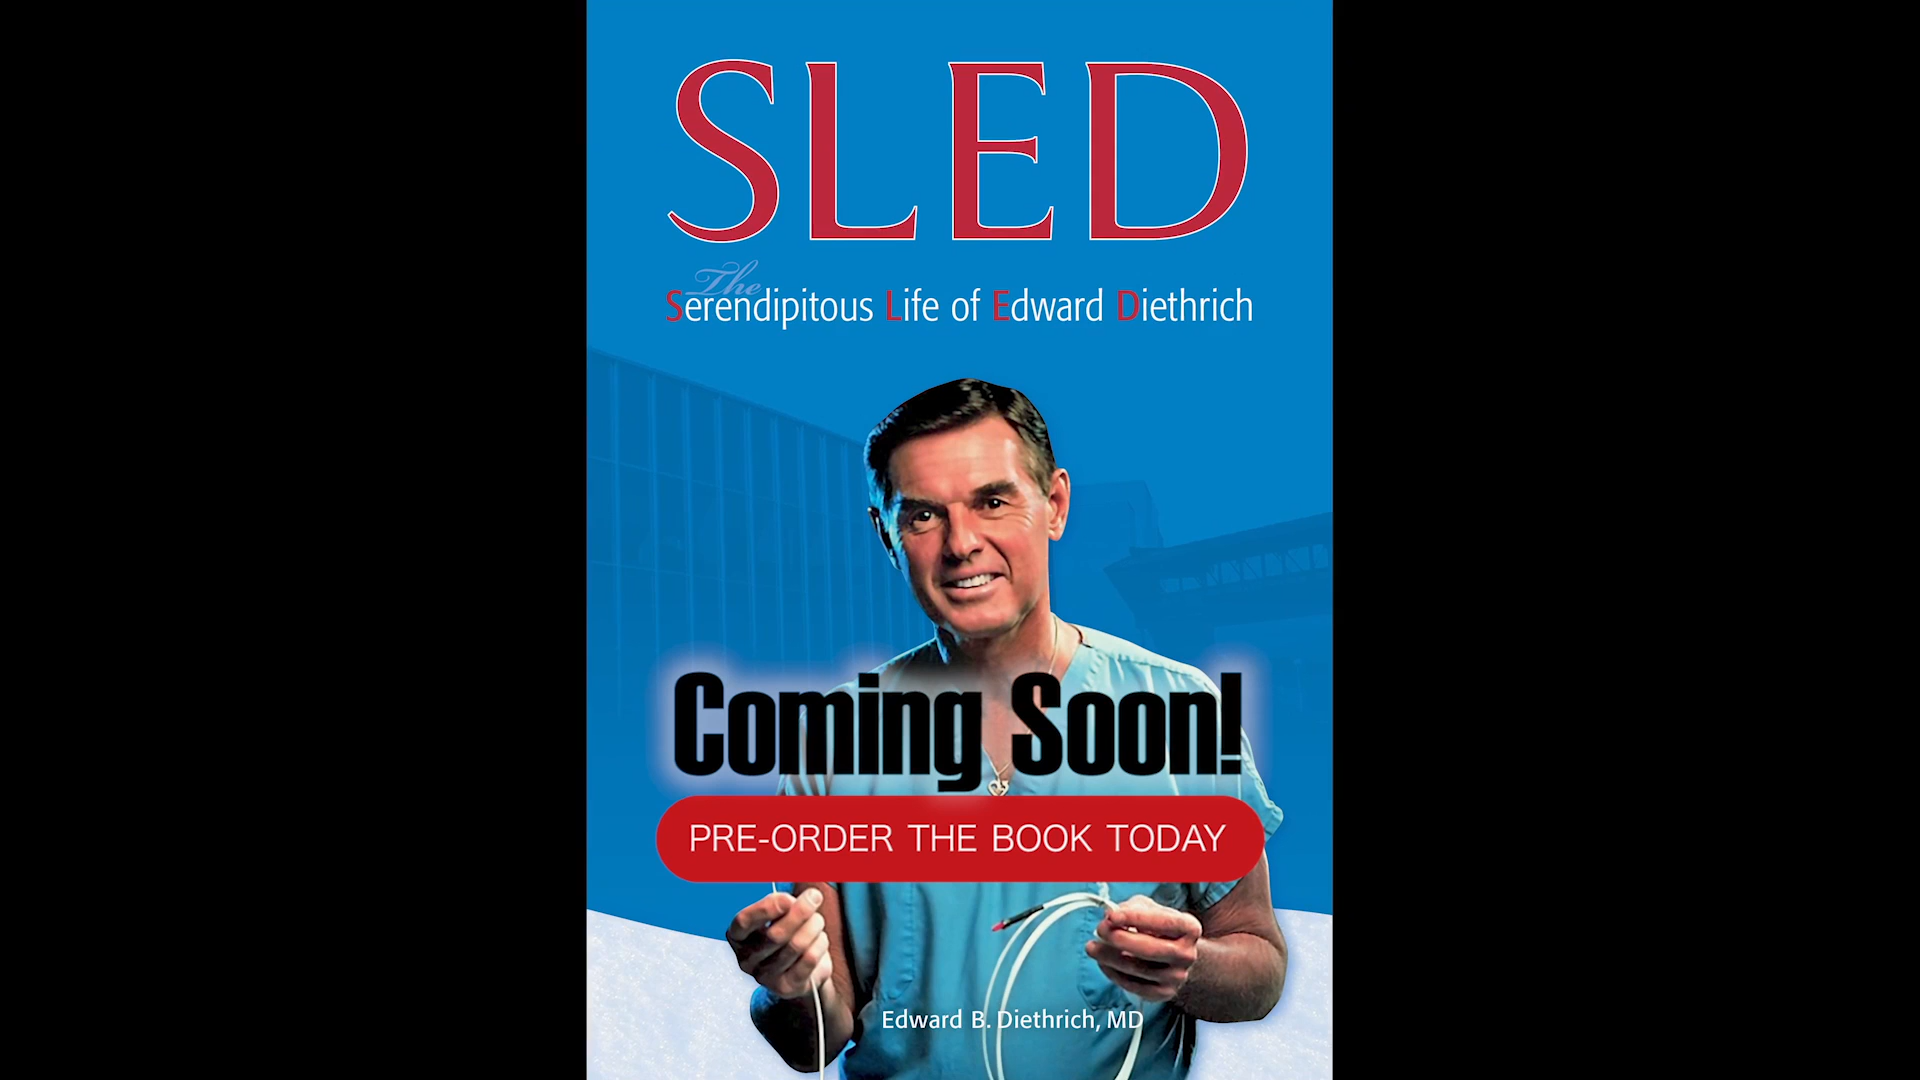 SLED
The
Serendipitous Life of Edward Diethrich
Coming Soon!
PRE-ORDER THE BOOK TODAY
Edward B. Diethrich, MD